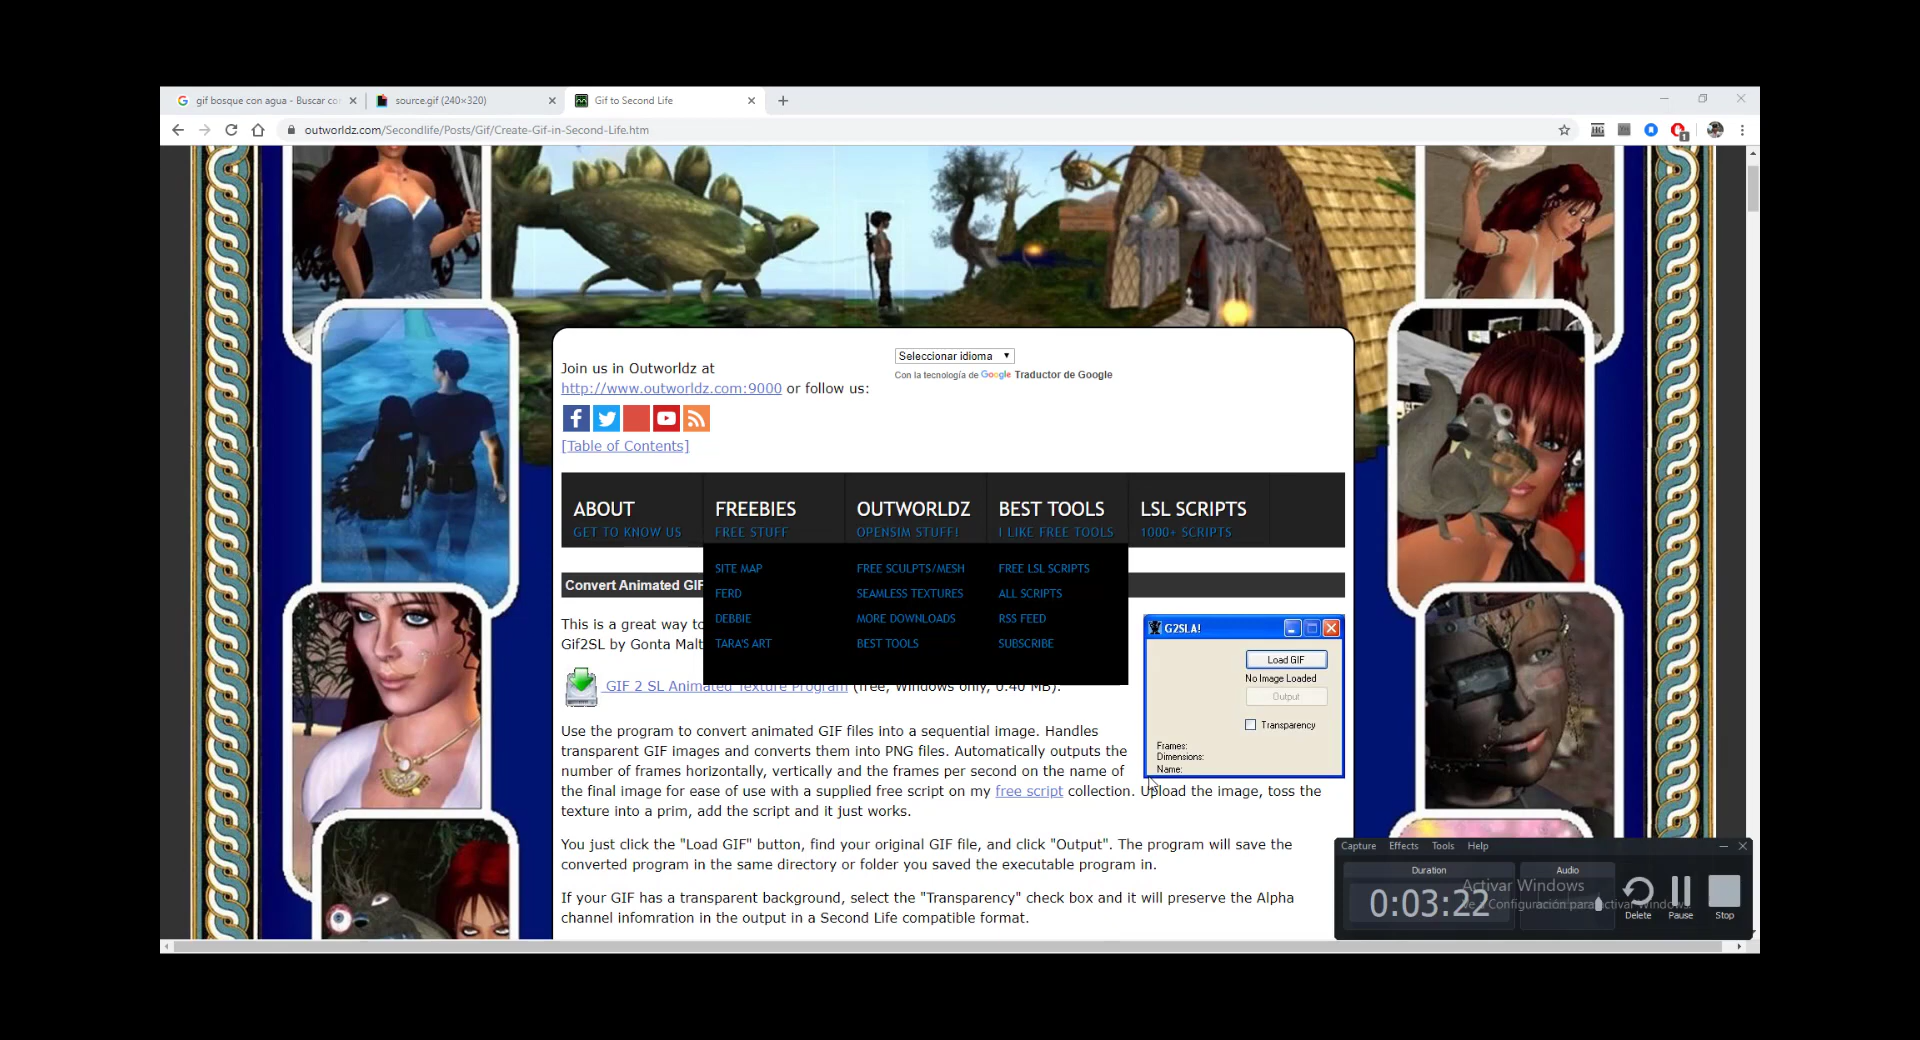 gif bosque con agua - Buscar co
source.gif (240×320)
Gif to Second Life
outworldz.com/Secondlife/Posts/Gif/Create-Gif-in-Second-Life.htm
1
Join us in Outworldz at
http://www.outworldz.com:9000 or follow us:
Seleccionar idioma
Con la tecnología de Google Traductor de Google
[Table of Contents]
ABOUT FREEBIES OUTWORLDZ BEST TOOLS LSL SCRIPTS
GET TO KNOW US FREE STUFF OPENSIM STUFF! I LIKE FREE TOOLS 1000+ SCRIPTS
SITE MAP FREE SCULPTS/MESH FREE LSL SCRIPTS
FERD SEAMLESS TEXTURES ALL SCRIPTS
DEBBIE MORE DOWNLOADS RSS FEED
TARA'S ART BEST TOOLS SUBSCRIBE
Convert Animated GIF
This is a great way to
Gif2SL by Gonta Malt
GIF 2 SL Animated Texture Program (free, Windows only, 0.40 MB).
G2SLA!
Load GIF
No Image Loaded
Output
Transparency
Frames:
Dimensions:
Name:
Use the program to convert animated GIF files into a sequential image. Handles
transparent GIF images and converts them into PNG files. Automatically outputs the
number of frames horizontally, vertically and the frames per second on the name of
the final image for ease of use with a supplied free script on my free script collection. Upload the image, toss the
texture into a prim, add the script and it just works.
You just click the "Load GIF" button, find your original GIF file, and click "Output". The program will save the
converted program in the same directory or folder you saved the executable program in.
If your GIF has a transparent background, select the "Transparency" check box and it will preserve the Alpha
channel infomration in the output in a Second Life compatible format.
Capture Effects Tools Help
Duration Audio
0:03:22
Activar Windows
Ve a Configuración para activar Windows.
Delete Pause Stop